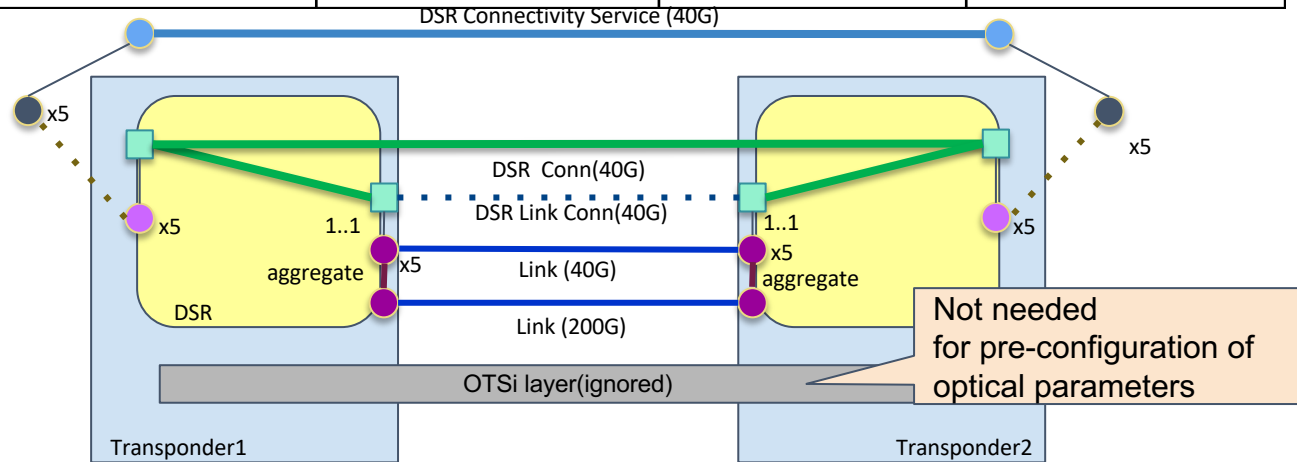 DSR Connectivity Service (40G)
x5
x5
DSR Conn(40G)
x5
1..1
DSR Link Conn(40G)
1..1
x5
aggregate
x5
Link (40G)
x5
aggregate
DSR
Link (200G)
Not needed
for pre-configuration of
optical parameters
OTSi layer(ignored)
Transponder1
Transponder2